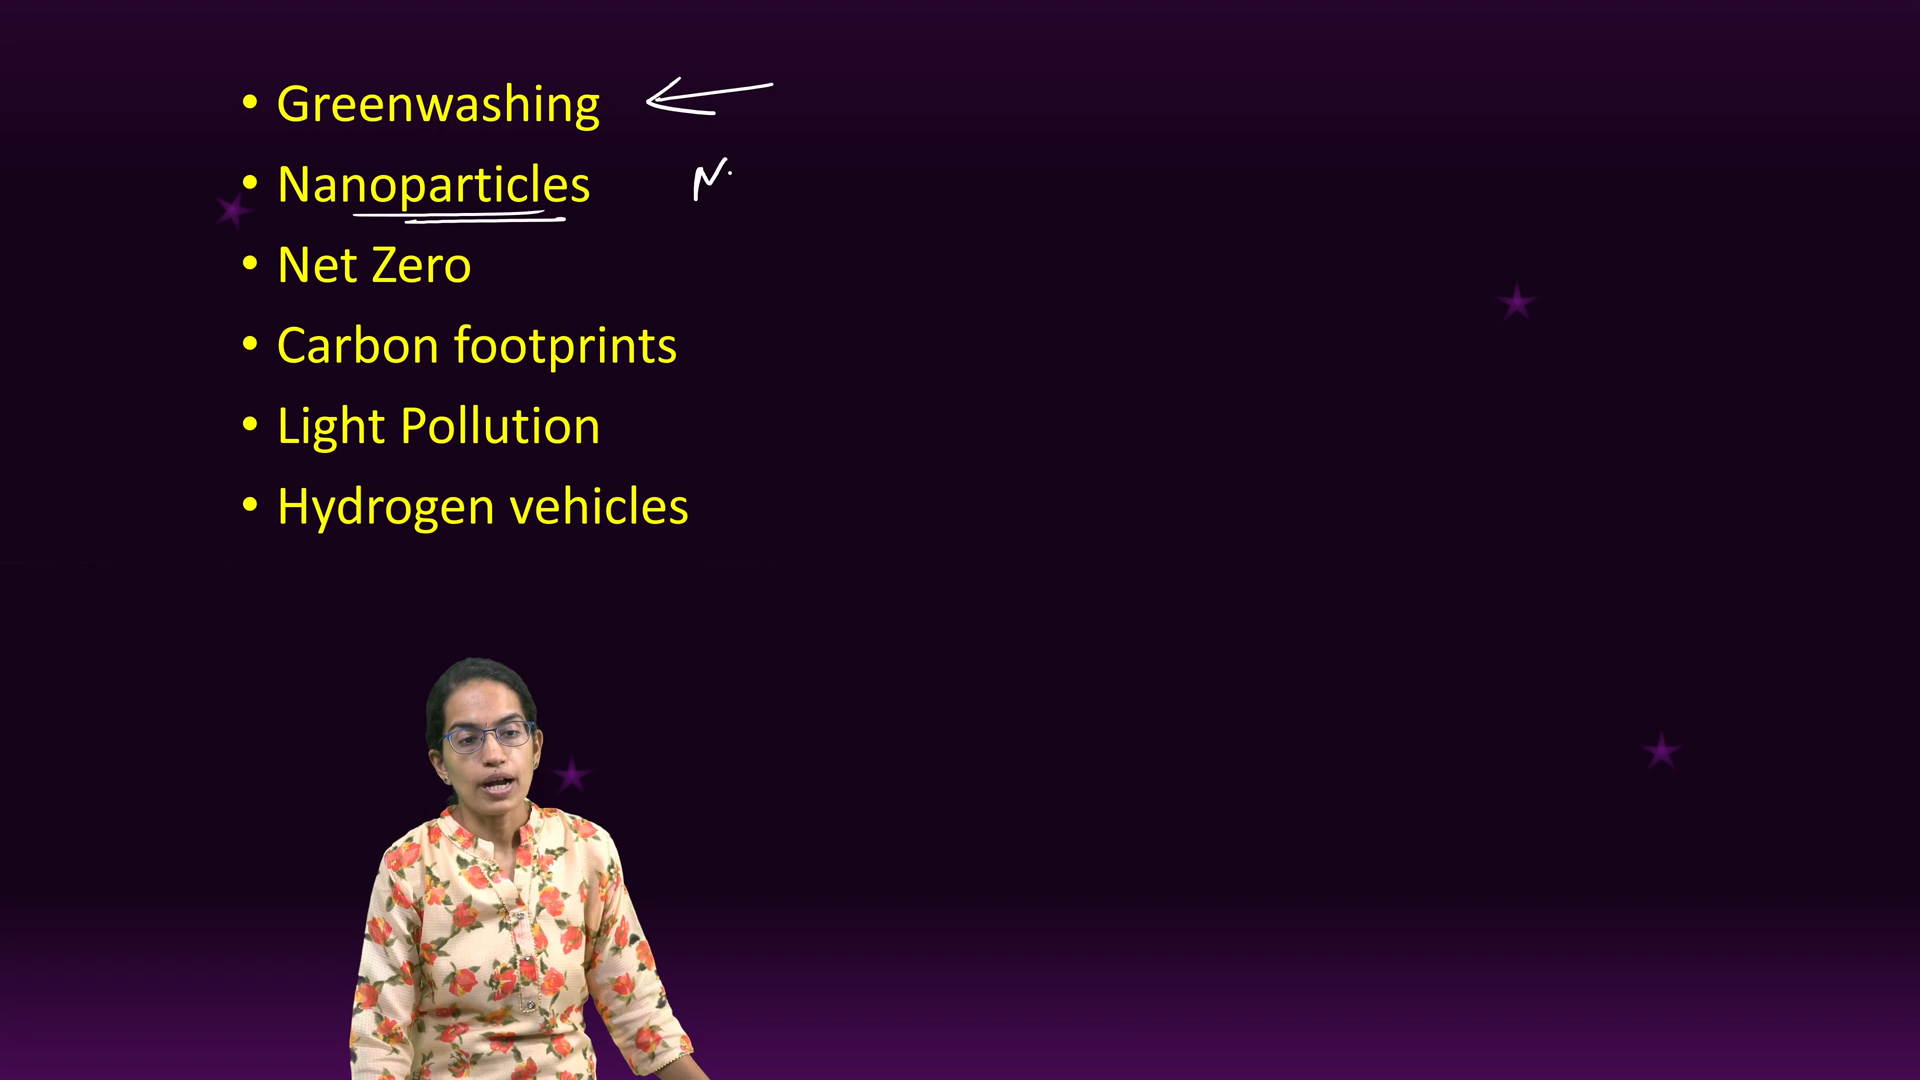 • Greenwashing
• Nanoparticles N
• Net Zero
• Carbon footprints
• Light Pollution
• Hydrogen vehicles